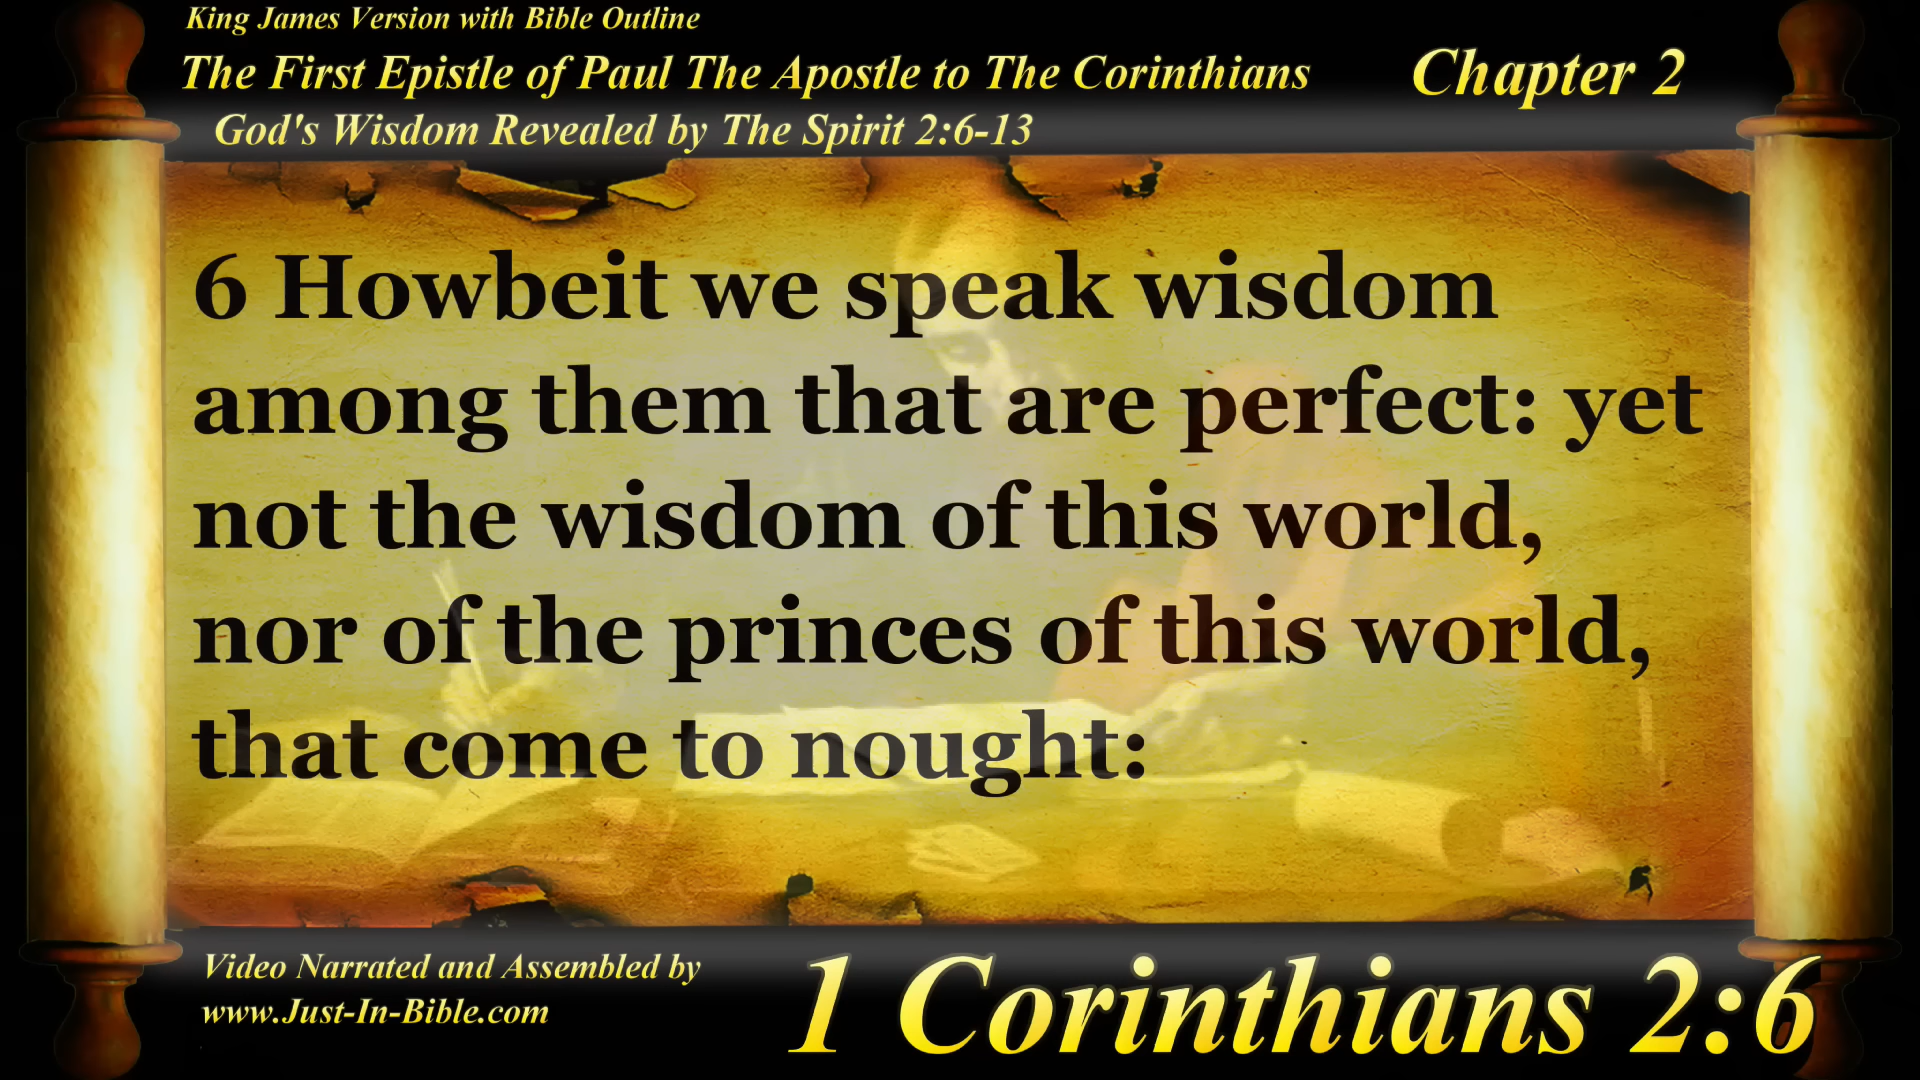 King James Version with Bible Outline
The First Epistle of Paul The Apostle to The Corinthians
Chapter 2
God's Wisdom Revealed by The Spirit 2:6-13
6 Howbeit we speak wisdom
among them that are perfect: yet
not the wisdom of this world,
nor of the princes of this world,
that come to nought:
Video Narrated and Assembled by
www.Just-In-Bible.com
1 Corinthians 2:6